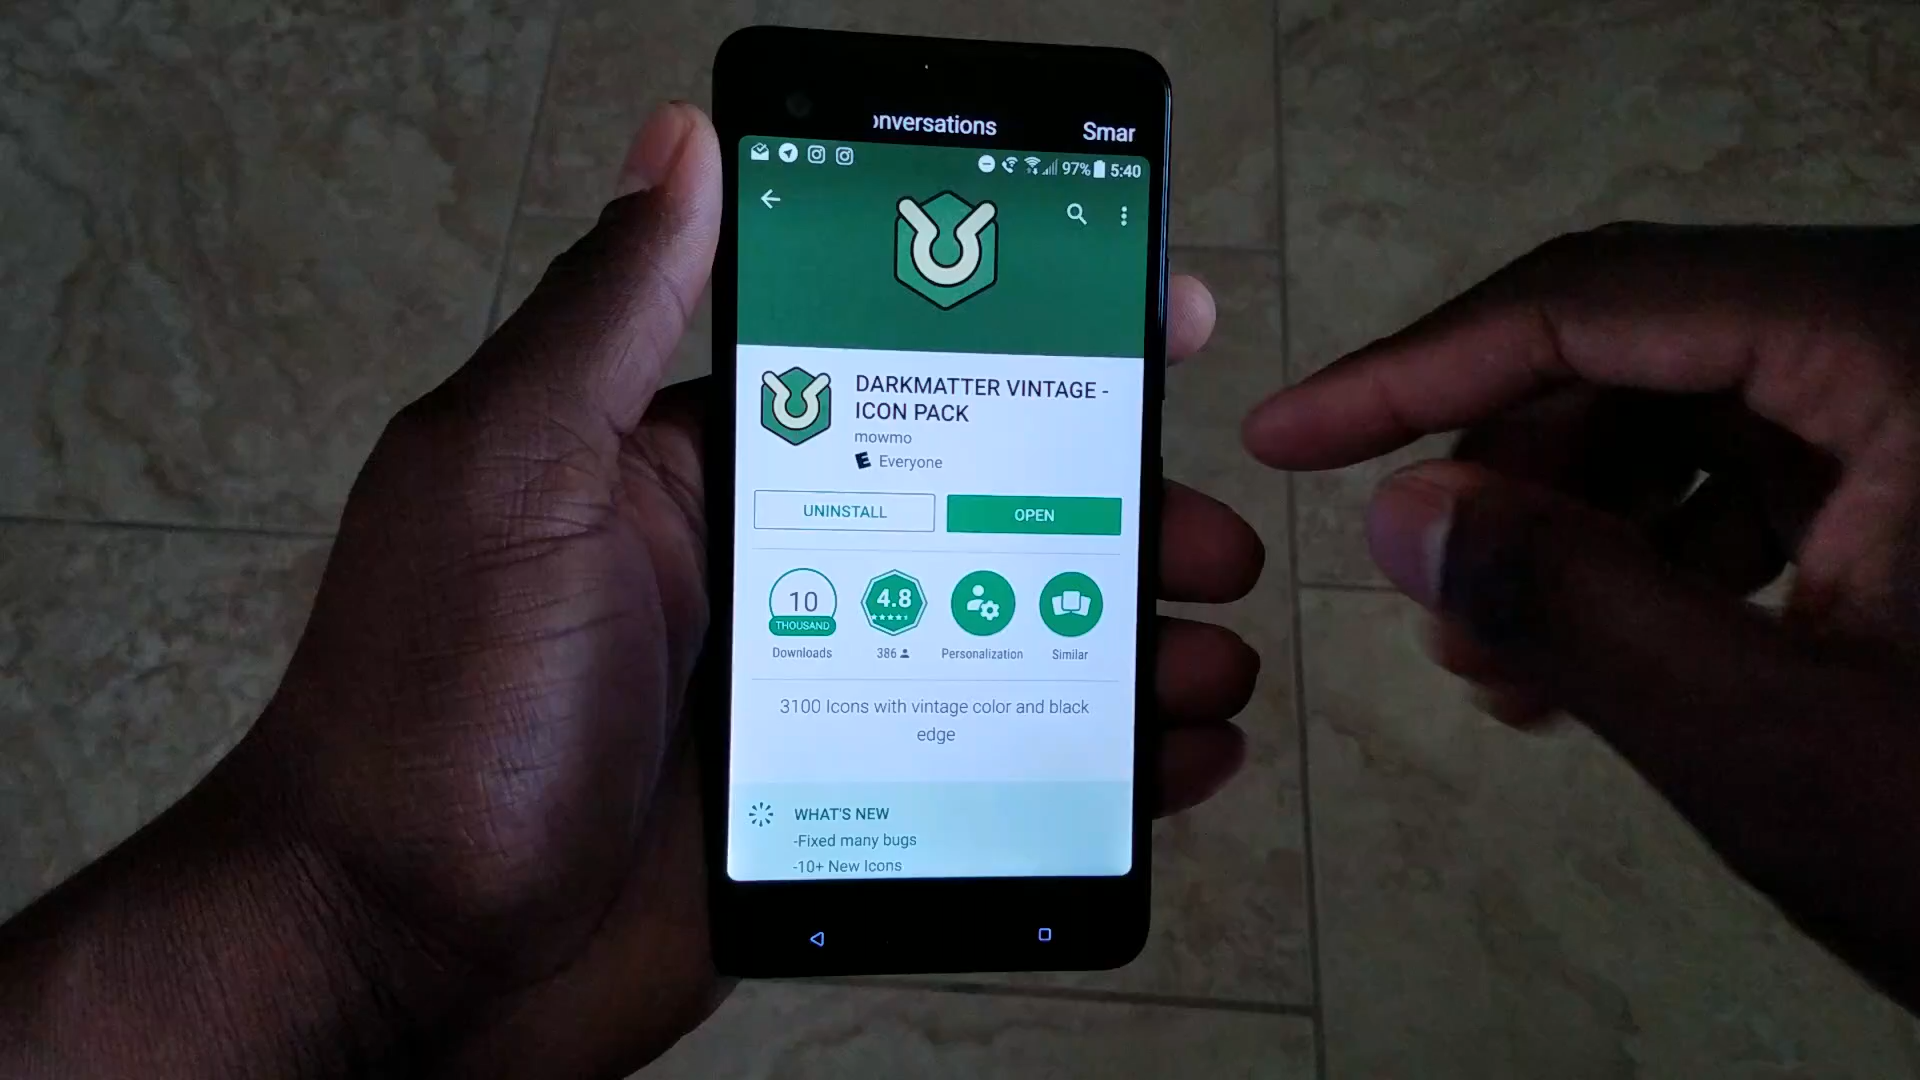 onversations Smar
97% 5:40
DARKMATTER VINTAGE -
ICON PACK
mowmo
E Everyone
UNINSTALL OPEN
10 4.8
THOUSAND
Downloads 386 Personalization Similar
3100 Icons with vintage color and black
edge
WHAT'S NEW
-Fixed many bugs
-10+ New Icons